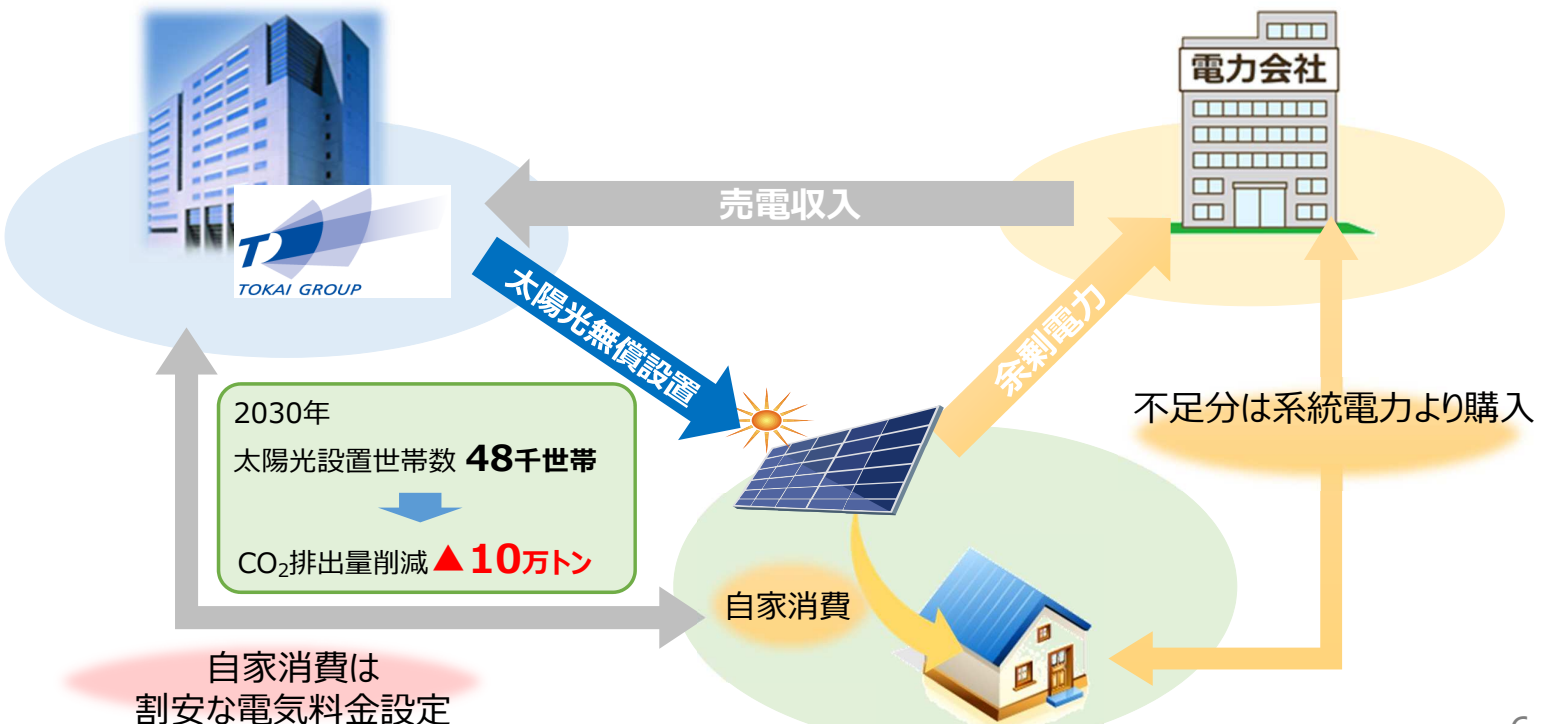 電力会社
売電収入
TOKAI GROUP
太陽光無償設置
余剰電力
2030年
太陽光設置世帯数 48千世帯
CO₂排出量削減▲10万トン
不足分は系統電力より購入
自家消費
自家消費は
割安な電気料金設定